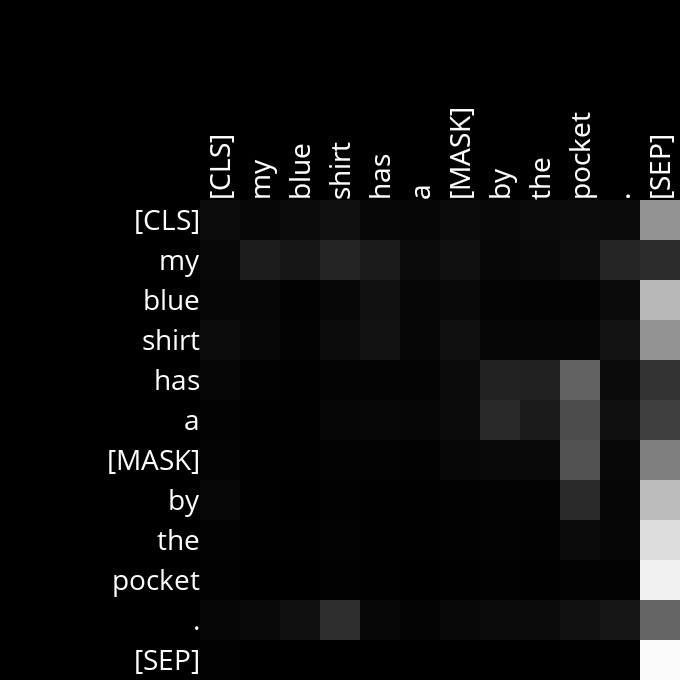 [CLS] my blue shirt has a [MASK] by the pocket . [SEP]
[CLS]
my
blue
shirt
has
a
[MASK]
by
the
pocket
.
[SEP]